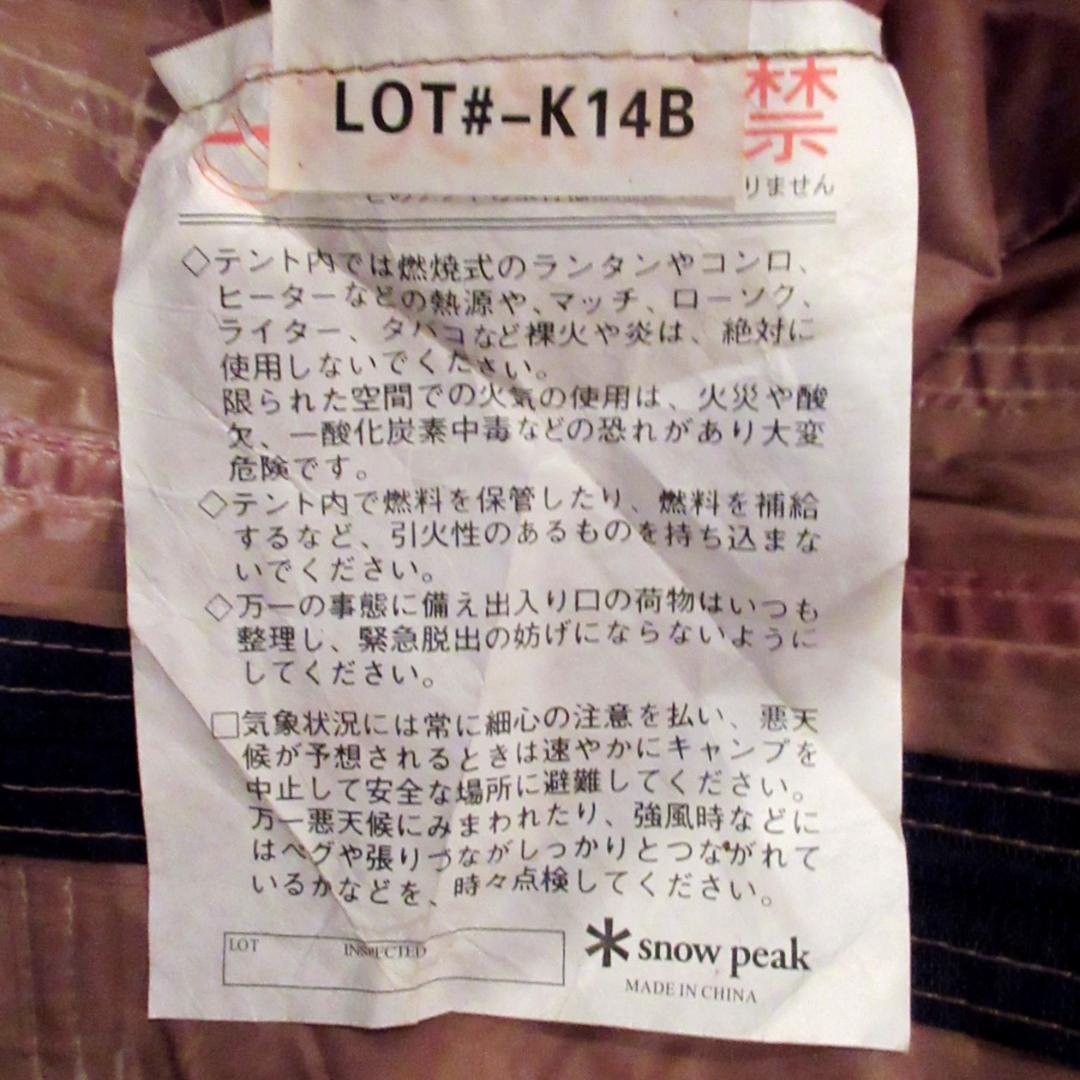 LOT#-K14B
禁
りません
◇テント内では燃焼式のランタンやコンロ、
ヒーターなどの熱源や、マッチ、ローソク、
ライター、タバコなど裸火や炎は、絶対に
使用しないでください。
限られた空間での火気の使用は、火災や酸
欠、一酸化炭素中毒などの恐れがあり大変
危険です。
◇テント内で燃料を保管したり、燃料を補給
するなど、引火性のあるものを持ち込まな
いでください。
◇万一の事態に備え出入り口の荷物はいつも
整理し、緊急脱出の妨げにならないように
してください。
□気象状況には常に細心の注意を払い、悪天
候が予想されるときは速やかにキャンプを
中止して安全な場所に避難してください。
万一悪天候にみまわれたり、強風時などに
はペグや張りづながしっかりとつながれて
いるかなどを、時々点検してください。
LOT INSPECTED
snow peak
MADE IN CHINA